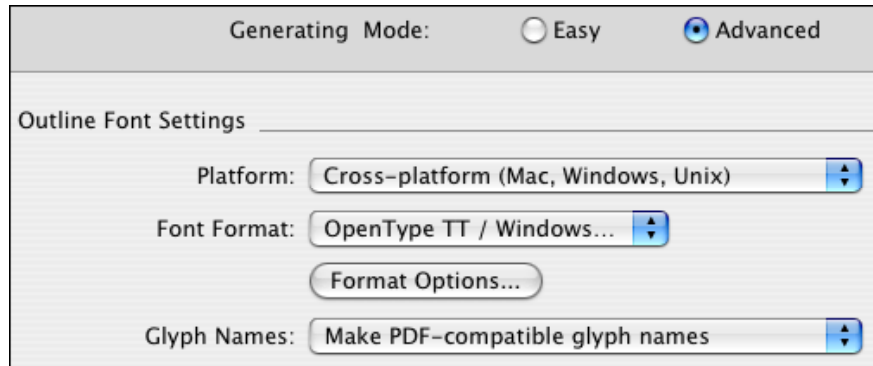 Generating Mode: Easy Advanced
Outline Font Settings
Platform: Cross-platform (Mac, Windows, Unix)
Font Format: OpenType TT / Windows...
Format Options...
Glyph Names: Make PDF-compatible glyph names